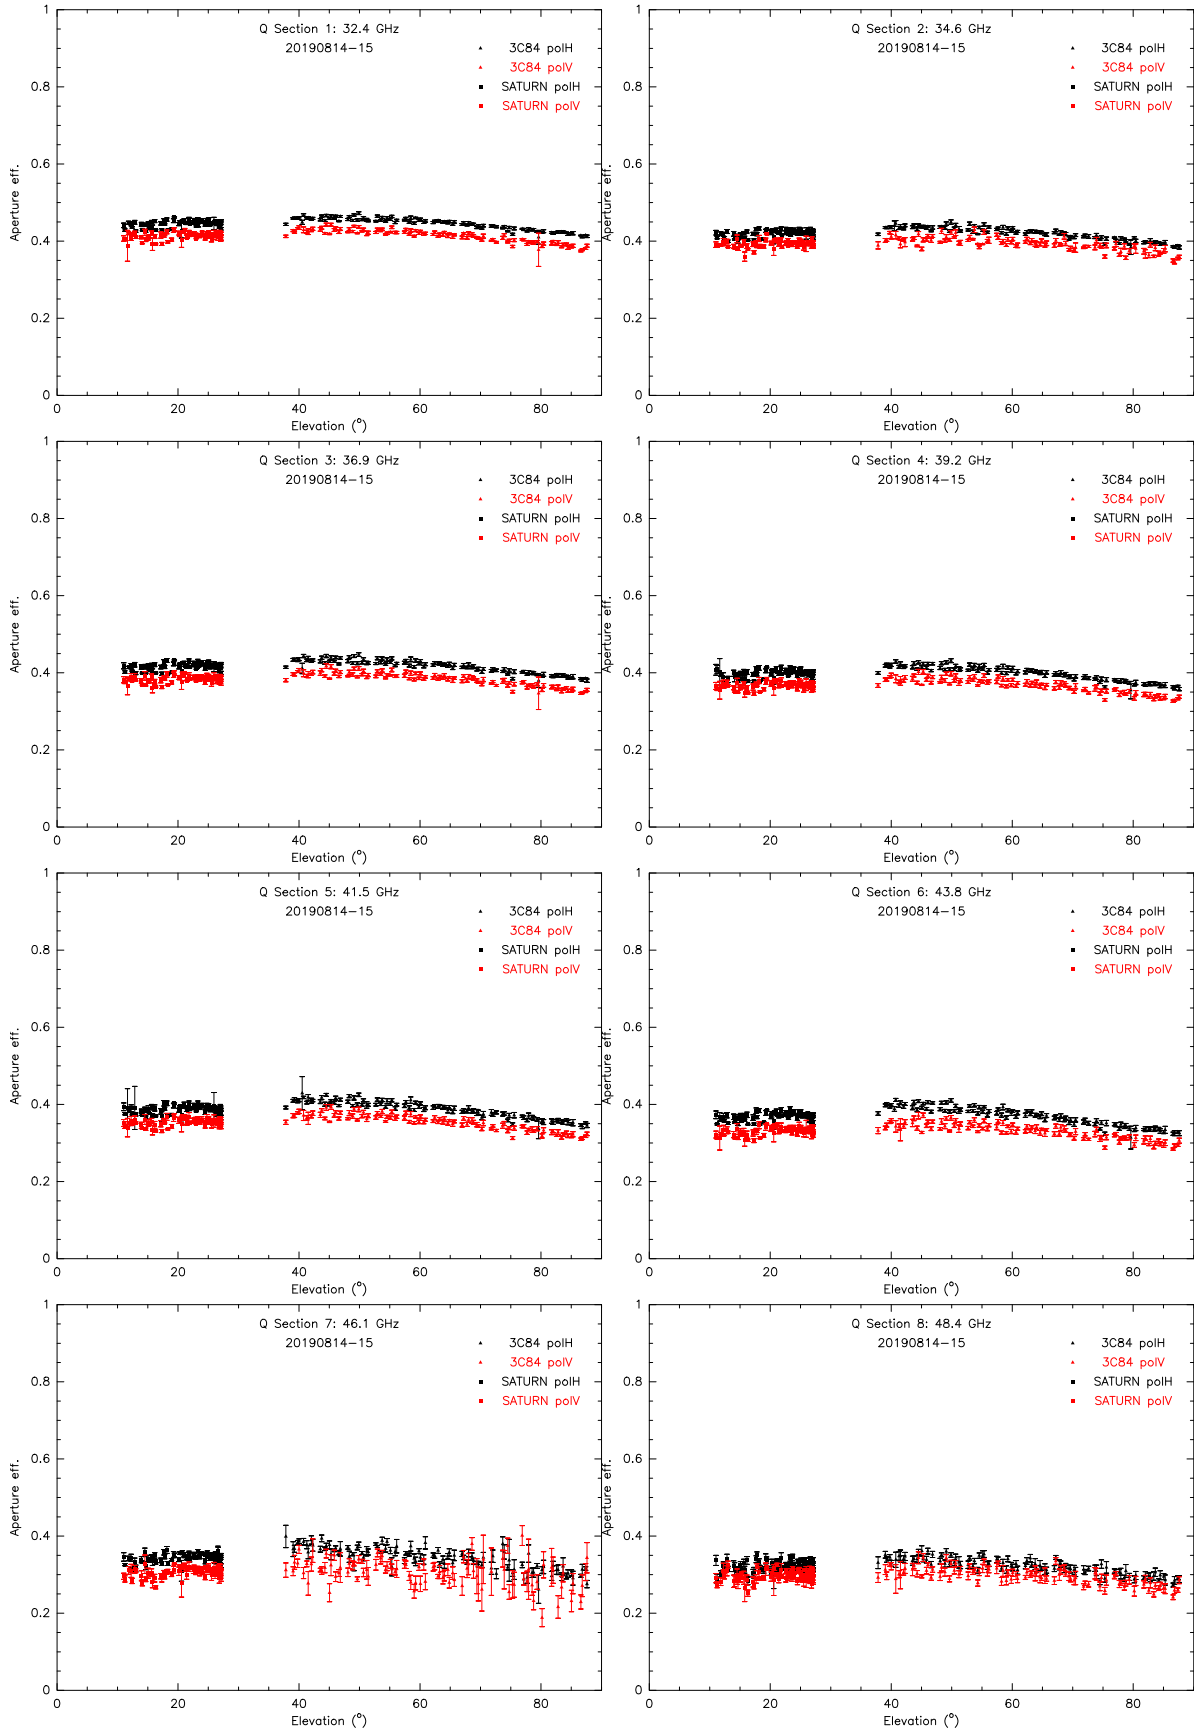 Q Section 1: 32.4 GHz
20190814-15
3C84 polH
3C84 polV
SATURN polH
SATURN polV
1
0.8
0.6
0.4
0.2
0
Aperture eff.
0 20 40 60 80
Elevation (°)
Q Section 2: 34.6 GHz
20190814-15
3C84 polH
3C84 polV
SATURN polH
SATURN polV
1
0.8
0.6
0.4
0.2
0
Aperture eff.
0 20 40 60 80
Elevation (°)
Q Section 3: 36.9 GHz
20190814-15
3C84 polH
3C84 polV
SATURN polH
SATURN polV
1
0.8
0.6
0.4
0.2
0
Aperture eff.
0 20 40 60 80
Elevation (°)
Q Section 4: 39.2 GHz
20190814-15
3C84 polH
3C84 polV
SATURN polH
SATURN polV
1
0.8
0.6
0.4
0.2
0
Aperture eff.
0 20 40 60 80
Elevation (°)
Q Section 5: 41.5 GHz
20190814-15
3C84 polH
3C84 polV
SATURN polH
SATURN polV
1
0.8
0.6
0.4
0.2
0
Aperture eff.
0 20 40 60 80
Elevation (°)
Q Section 6: 43.8 GHz
20190814-15
3C84 polH
3C84 polV
SATURN polH
SATURN polV
1
0.8
0.6
0.4
0.2
0
Aperture eff.
0 20 40 60 80
Elevation (°)
Q Section 7: 46.1 GHz
20190814-15
3C84 polH
3C84 polV
SATURN polH
SATURN polV
1
0.8
0.6
0.4
0.2
0
Aperture eff.
0 20 40 60 80
Elevation (°)
Q Section 8: 48.4 GHz
20190814-15
3C84 polH
3C84 polV
SATURN polH
SATURN polV
1
0.8
0.6
0.4
0.2
0
Aperture eff.
0 20 40 60 80
Elevation (°)